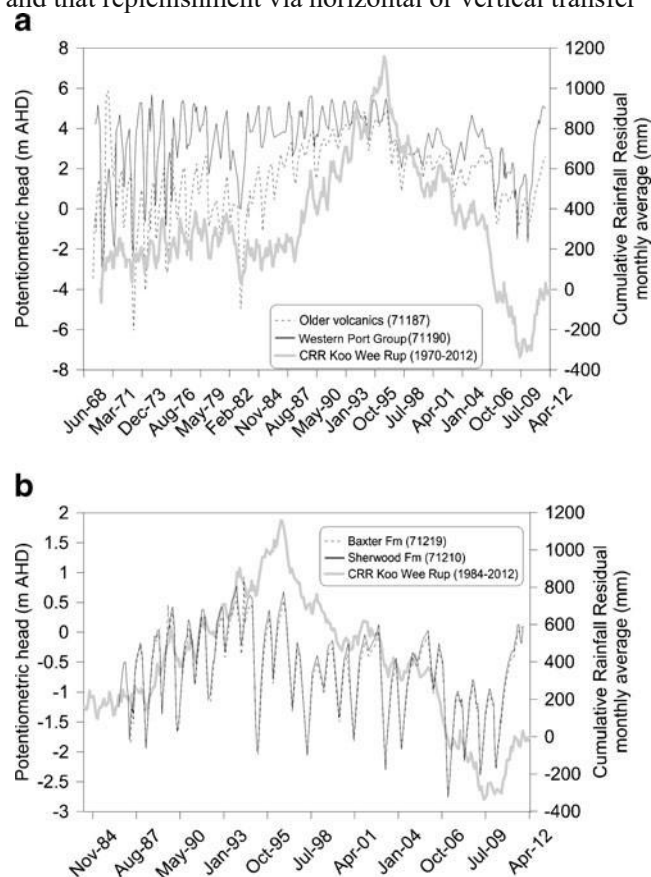 and that replenishment via horizontal or vertical transfer
a
8
6
4
2
0
-2
-4
-6
-8
Potentiometric head (m AHD)
1200
1000
800
600
400
200
0
-200
-400
Cumulative Rainfall Residual
monthly average (mm)
Older volcanics (71187)
Western Port Group (71190)
CRR Koo Wee Rup (1970-2012)
Jun-68
Mar-71
Dec-73
Aug-76
May-79
Feb-82
Nov-84
Aug-87
May-90
Jan-93
Oct-95
Jul-98
Apr-01
Jan-04
Oct-06
Jul-09
Apr-12
b
2
1.5
1
0.5
0
-0.5
-1
-1.5
-2
-2.5
-3
Potentiometric head (m AHD)
1200
1000
800
600
400
200
0
-200
-400
Cumulative Rainfall Residual
monthly average (mm)
Baxter Fm (71219)
Sherwood Fm (71210)
CRR Koo Wee Rup (1984-2012)
Nov-84
Aug-87
May-90
Jan-93
Oct-95
Jul-98
Apr-01
Jan-04
Oct-06
Jul-09
Apr-12